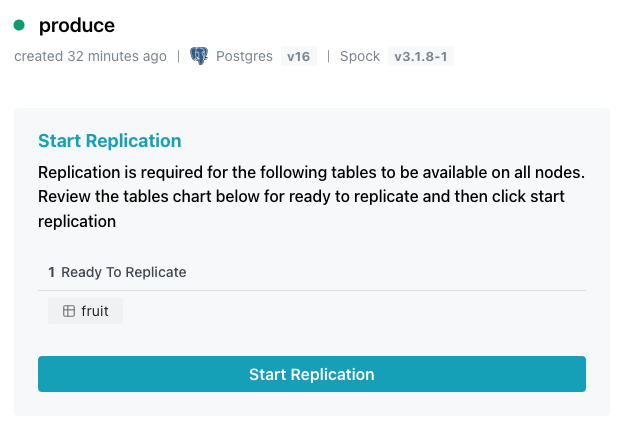 produce
created 32 minutes ago | Postgres v16 | Spock v3.1.8-1
Start Replication
Replication is required for the following tables to be available on all nodes.
Review the tables chart below for ready to replicate and then click start
replication
1 Ready To Replicate
fruit
Start Replication